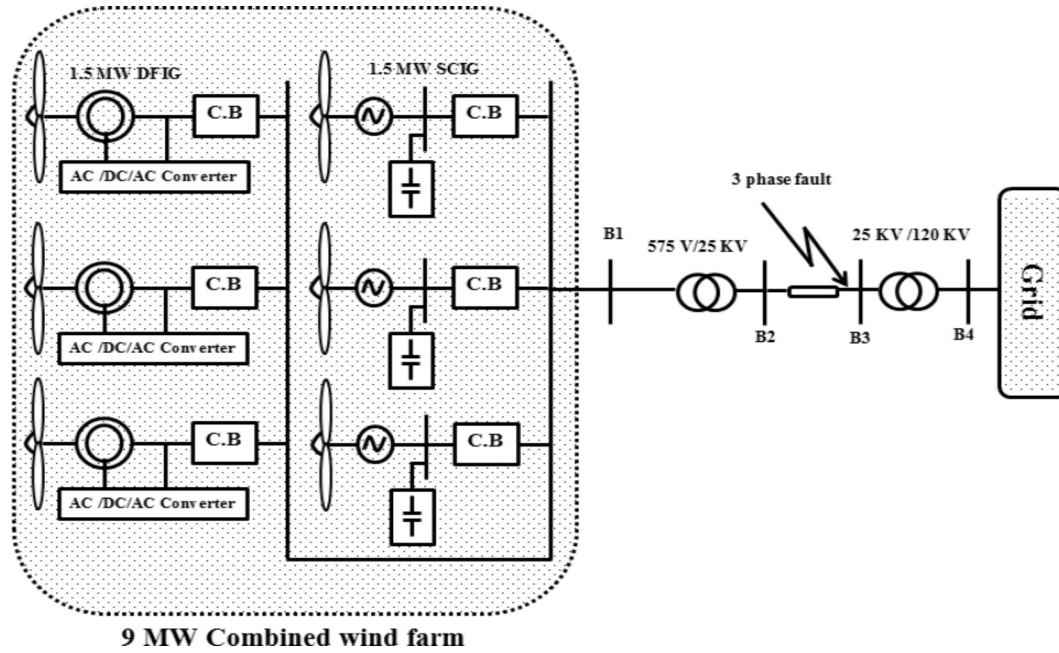 1.5 MW DFIG
1.5 MW SCIG
C.B
C.B
AC /DC/AC Converter
3 phase fault
B1
575 V/25 KV
25 KV /120 KV
C.B
C.B
Grid
AC /DC/AC Converter
B2
B3
B4
C.B
C.B
AC /DC/AC Converter
9 MW Combined wind farm